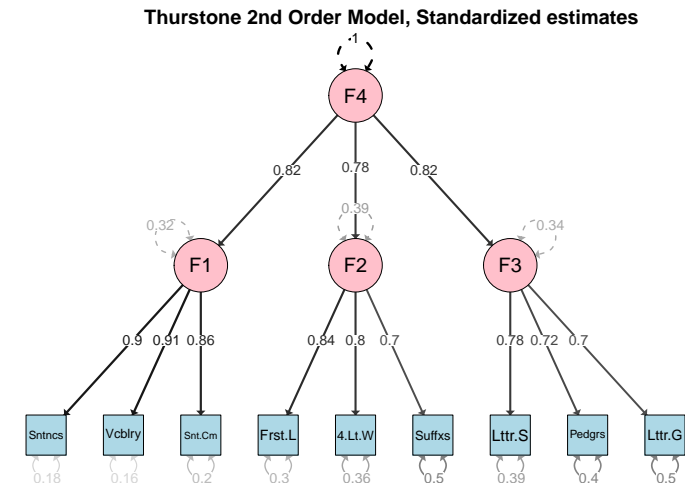 Thurstone 2nd Order Model, Standardized estimates
1
F4
0.82 0.78 0.82
0.32 0.39 0.34
F1 F2 F3
0.9 0.91 0.86 0.84 0.8 0.7 0.78 0.72 0.7
Sntncs Vcblry Snt.Cm Frst.L 4.Lt.W Suffxs Lttr.S Pedgrs Lttr.G
0.18 0.16 0.2 0.3 0.36 0.5 0.39 0.4 0.5